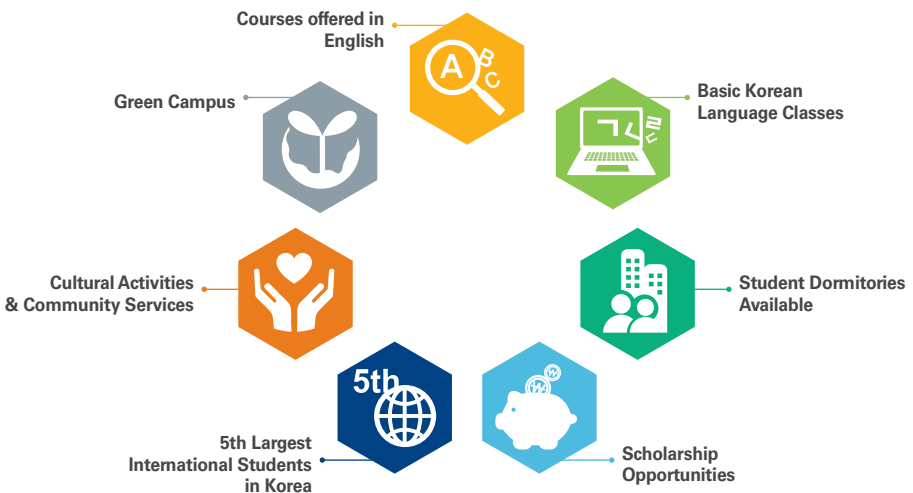 Courses offered in
English
A
B
C
Basic Korean
Language Classes
ㄱㄴㄹㄷ
Student Dormitories
Available
₩ ₩
Scholarship
Opportunities
5th
5th Largest
International Students
in Korea
Cultural Activities
& Community Services
Green Campus